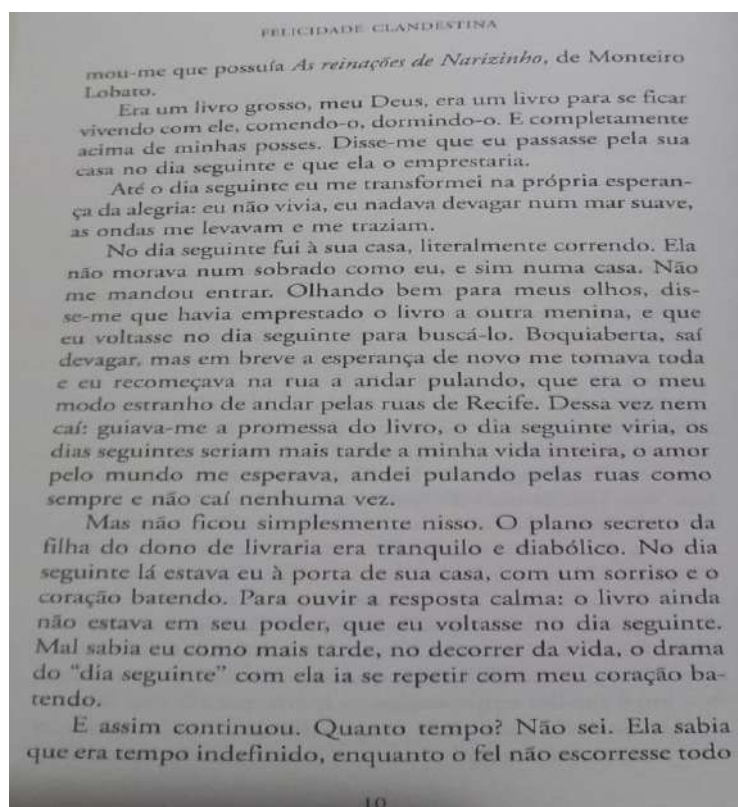 FELICIDADE CLANDESTINA
mou-me que possuía As reinações de Narizinho, de Monteiro
Lobato.
Era um livro grosso, meu Deus, era um livro para se ficar
vivendo com ele, comendo-o, dormindo-o. E completamente
acima de minhas posses. Disse-me que eu passasse pela sua
casa no dia seguinte e que ela o emprestaria.
Até o dia seguinte eu me transformei na própria esperan-
ça da alegria: eu não vivia, eu nadava devagar num mar suave,
as ondas me levavam e me traziam.
No dia seguinte fui à sua casa, literalmente correndo. Ela
não morava num sobrado como eu, e sim numa casa. Não
me mandou entrar. Olhando bem para meus olhos, dis-
se-me que havia emprestado o livro a outra menina, e que
eu voltasse no dia seguinte para buscá-lo. Boquiaberta, saí
devagar, mas em breve a esperança de novo me tomava toda
e eu recomeçava na rua a andar pulando, que era o meu
modo estranho de andar pelas ruas de Recife. Dessa vez nem
caí: guiava-me a promessa do livro, o dia seguinte viria, os
dias seguintes seriam mais tarde a minha vida inteira, o amor
pelo mundo me esperava, andei pulando pelas ruas como
sempre e não caí nenhuma vez.
Mas não ficou simplesmente nisso. O plano secreto da
filha do dono de livraria era tranquilo e diabólico. No dia
seguinte lá estava eu à porta de sua casa, com um sorriso e o
coração batendo. Para ouvir a resposta calma: o livro ainda
não estava em seu poder, que eu voltasse no dia seguinte.
Mal sabia eu como mais tarde, no decorrer da vida, o drama
do “dia seguinte” com ela ia se repetir com meu coração ba-
tendo.
E assim continuou. Quanto tempo? Não sei. Ela sabia
que era tempo indefinido, enquanto o fel não escorresse todo
10